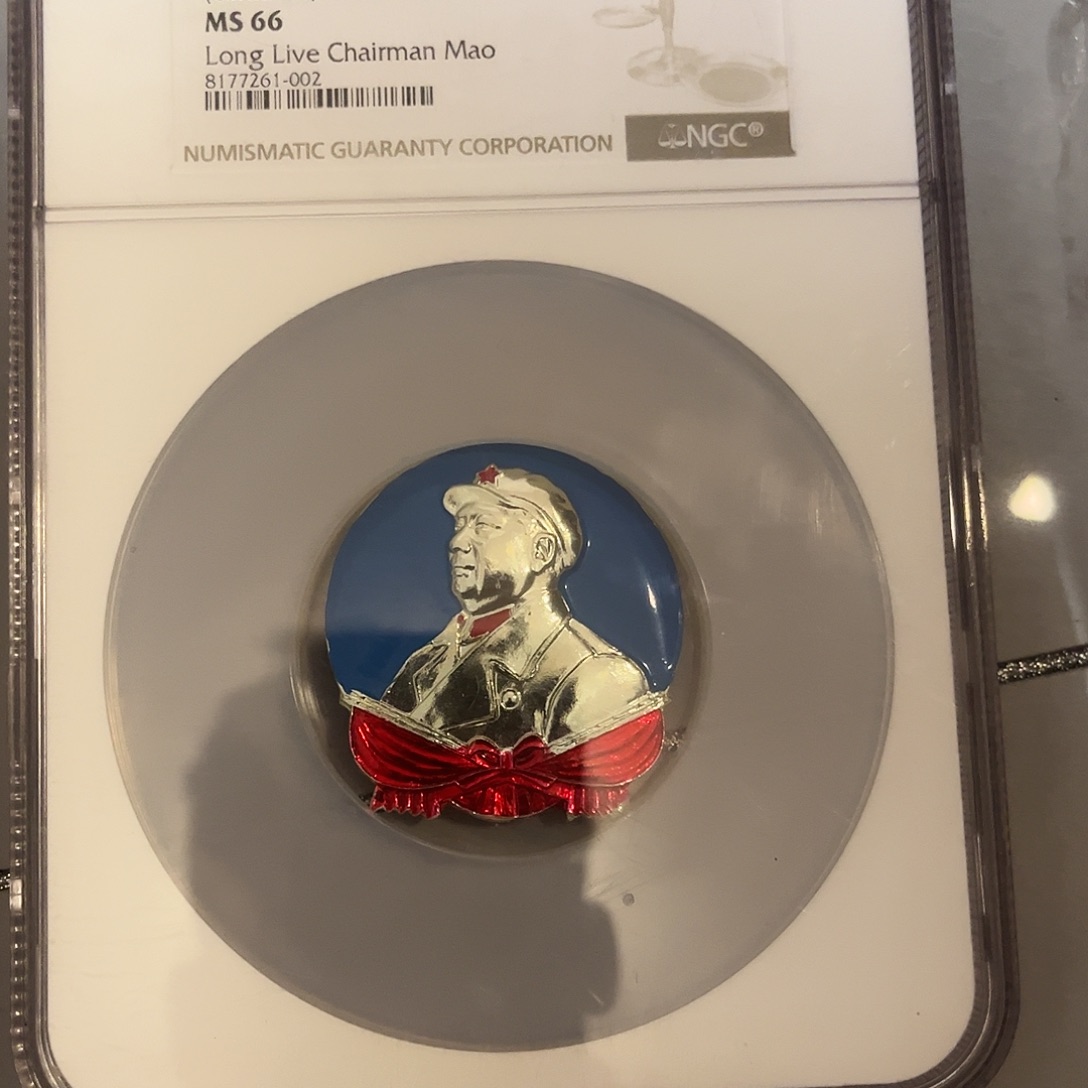 MS 66
Long Live Chairman Mao
8177261-002
NUMISMATIC GUARANTY CORPORATION
NGC®